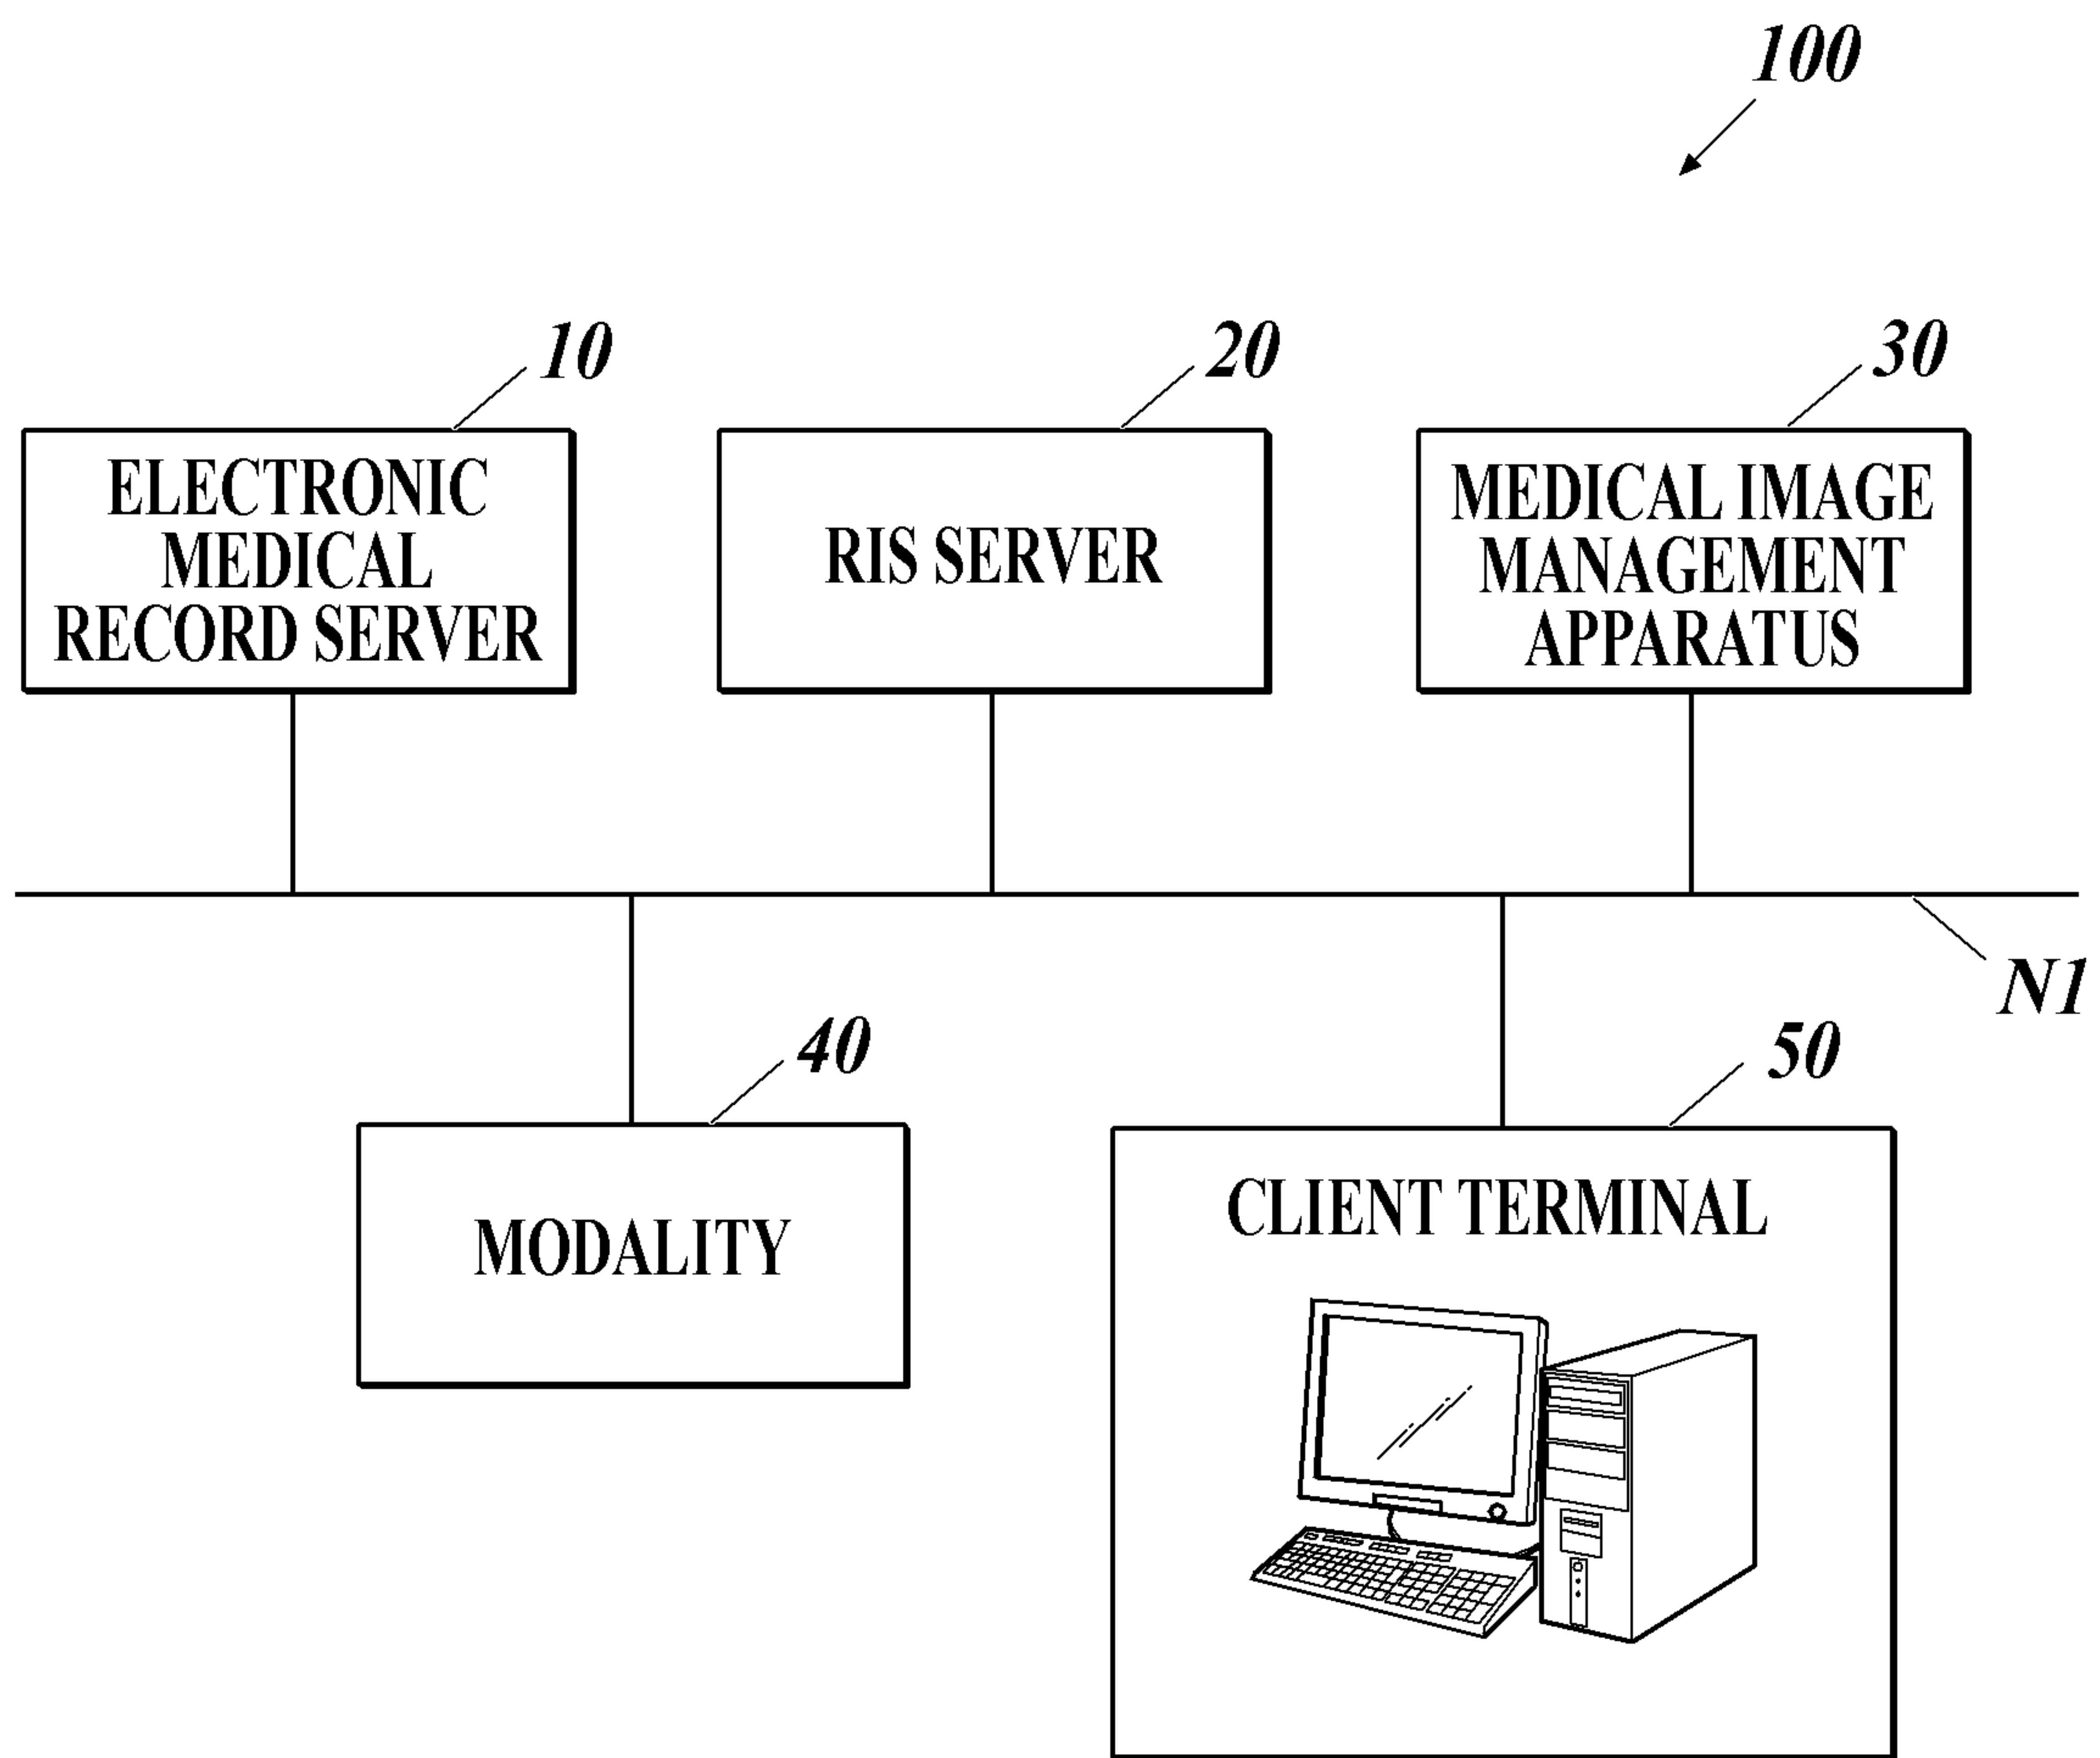 100
10
20
30
ELECTRONIC
MEDICAL
RECORD SERVER
RIS SERVER
MEDICAL IMAGE
MANAGEMENT
APPARATUS
N1
40
50
MODALITY
CLIENT TERMINAL